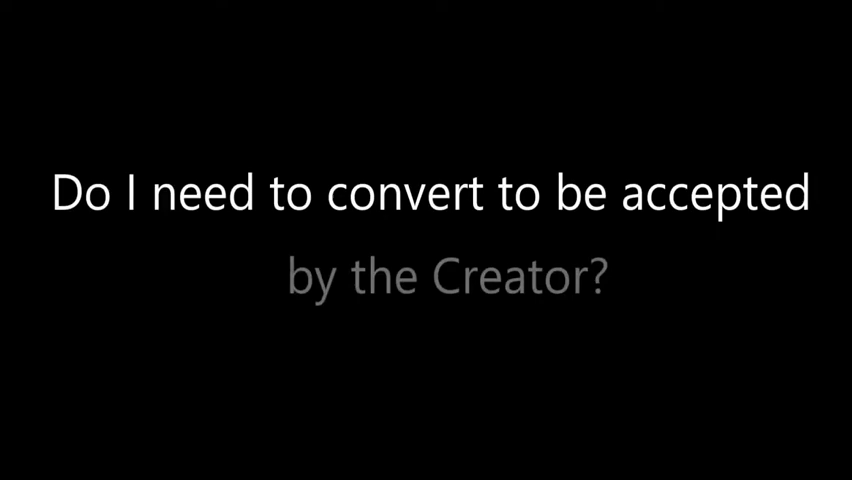 Do I need to convert to be accepted
by the Creator?